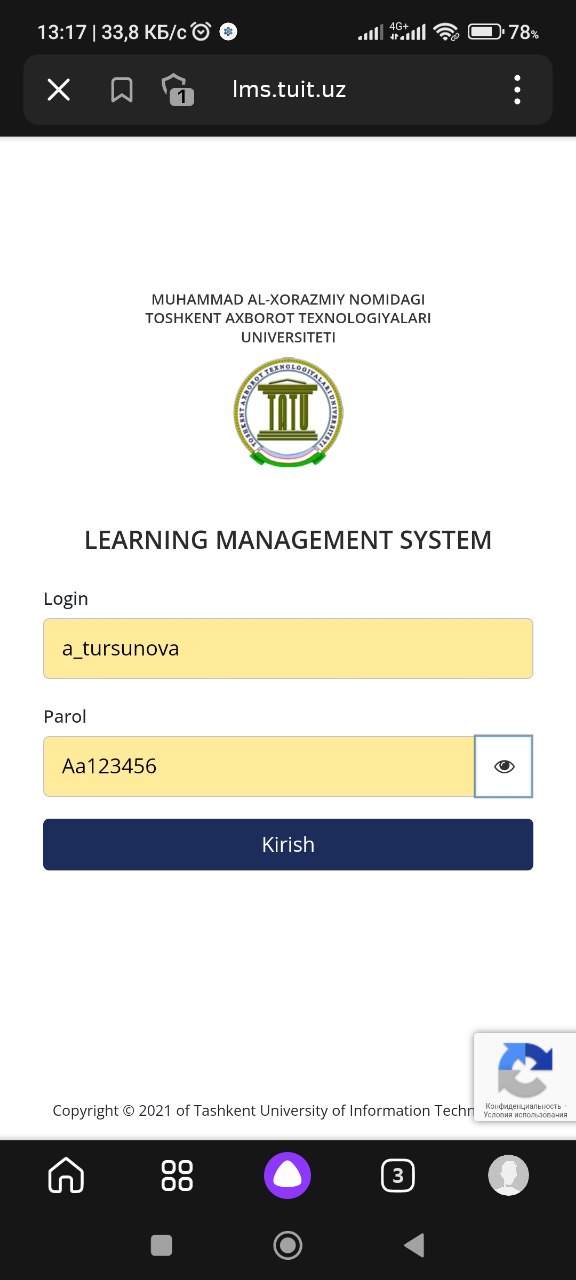 13:17 | 33,8 КБ/с 4G+ 78%
1 lms.tuit.uz
MUHAMMAD AL-XORAZMIY NOMIDAGI
TOSHKENT AXBOROT TEXNOLOGIYALARI
UNIVERSITETI
TOSHKENT AXBOROT TEXNOLOGIYALARI UNIVERSITETI
TATU
LEARNING MANAGEMENT SYSTEM
Login
a_tursunova
Parol
Aa123456
Kirish
Конфиденциальность -
Условия использования
Copyright © 2021 of Tashkent University of Information Techn
3